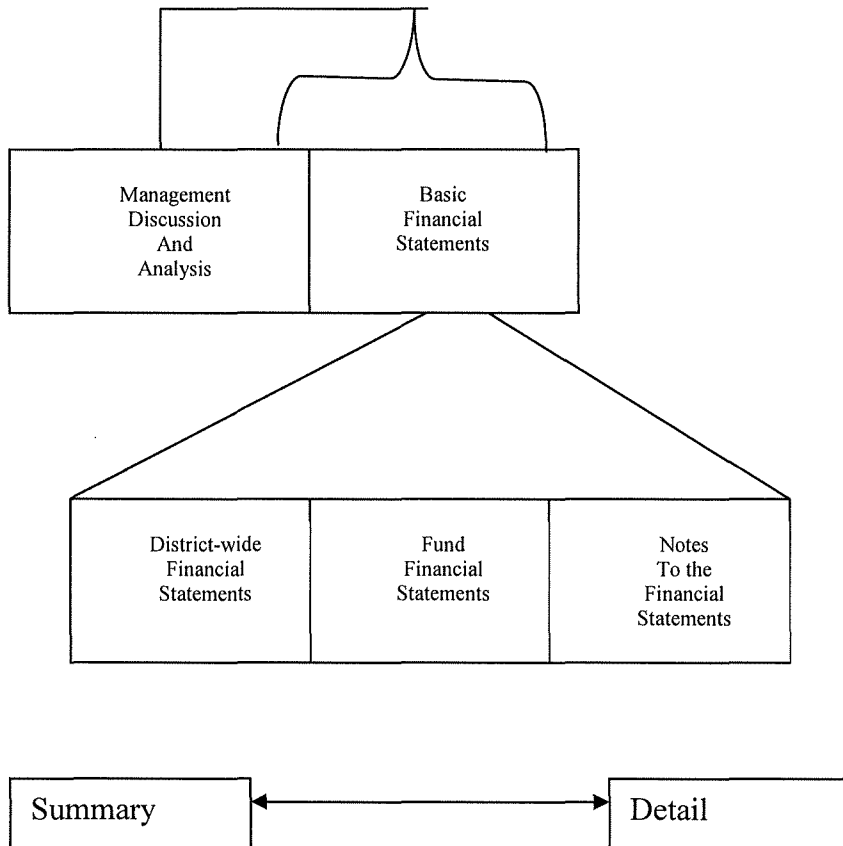 Management
Discussion
And
Analysis
Basic
Financial
Statements
District-wide
Financial
Statements
Fund
Financial
Statements
Notes
To the
Financial
Statements
Summary
Detail